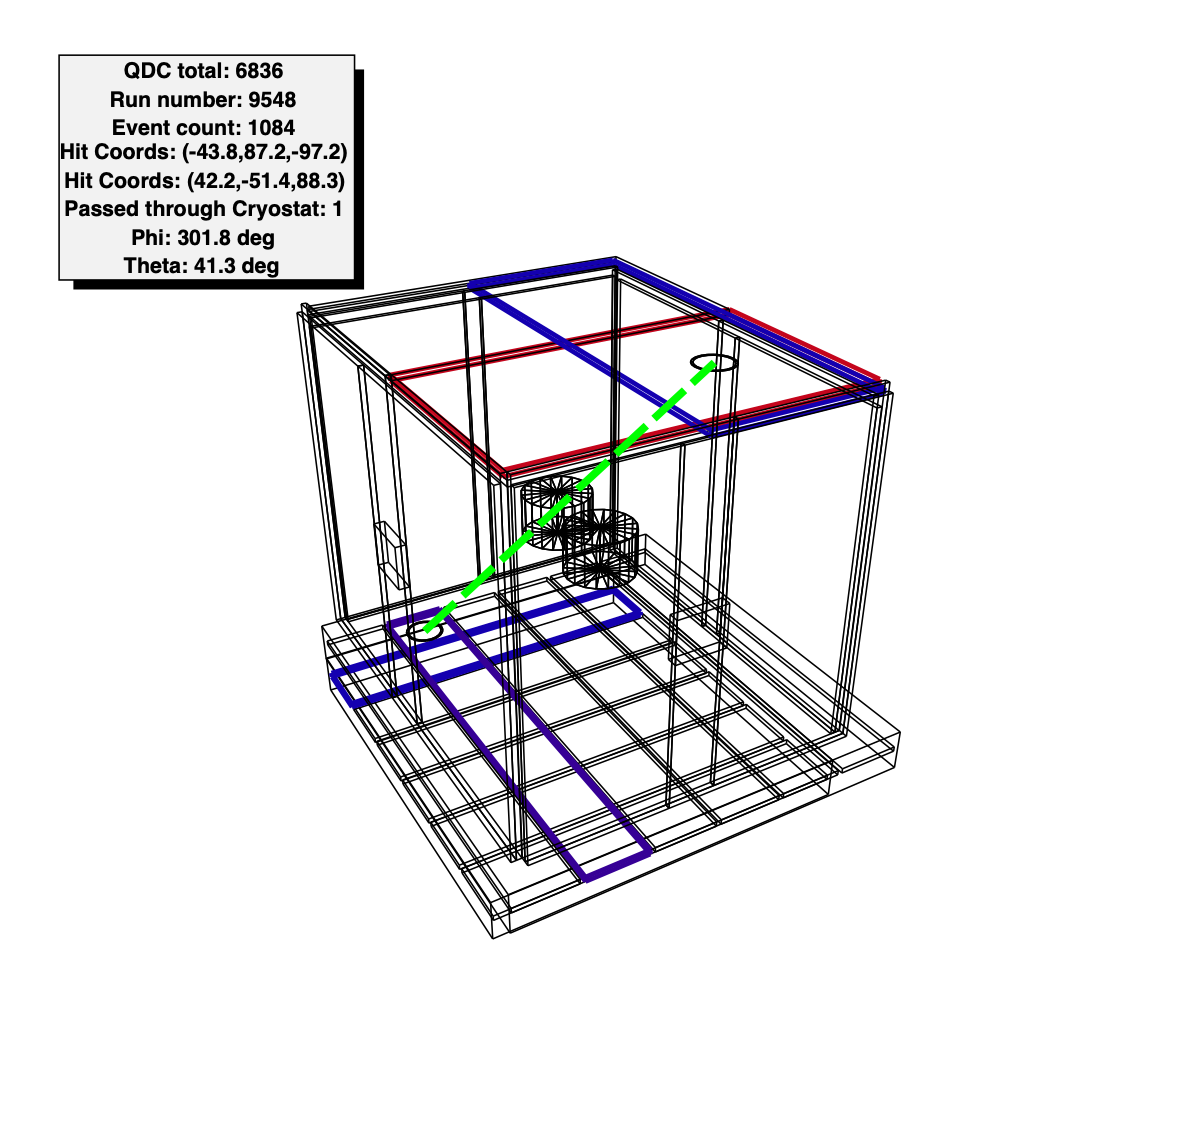 QDC total: 6836
Run number: 9548
Event count: 1084
Hit Coords: (-43.8,87.2,-97.2)
Hit Coords: (42.2,-51.4,88.3)
Passed through Cryostat: 1
Phi: 301.8 deg
Theta: 41.3 deg